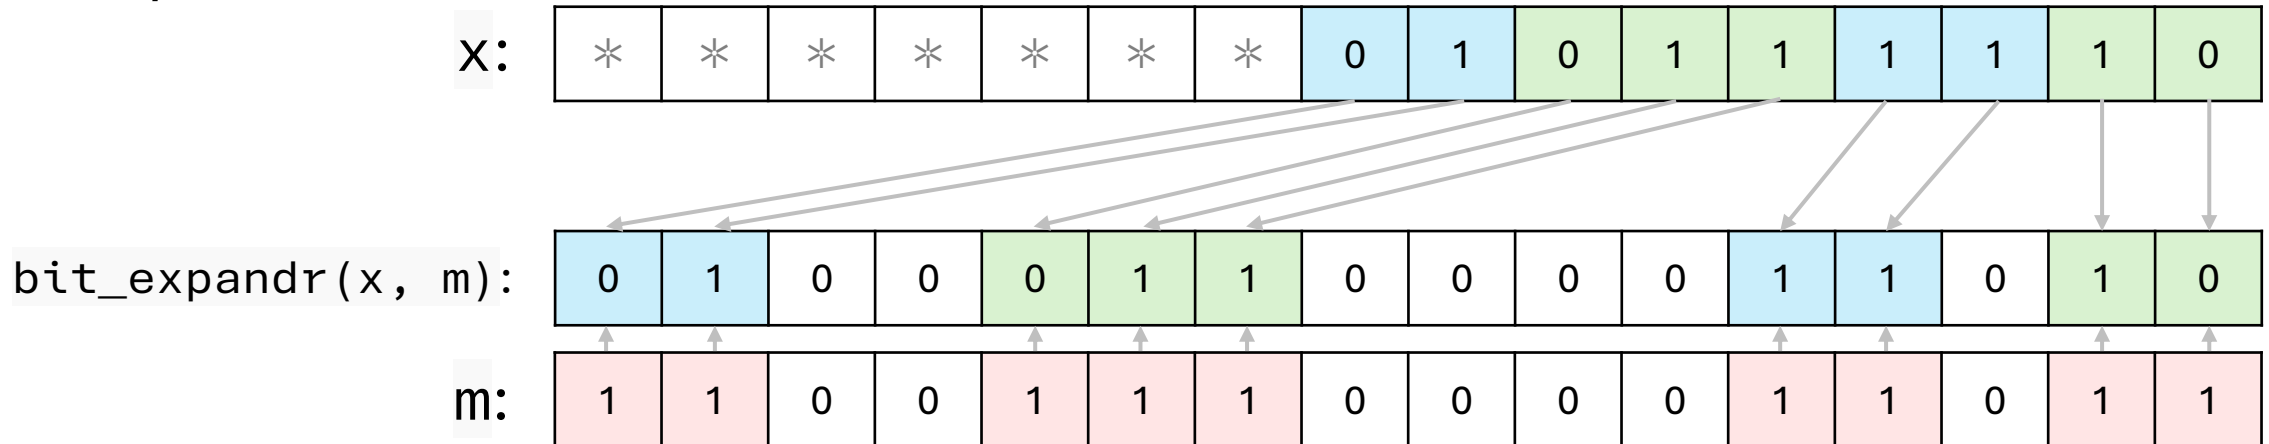 x: * * * * * * * 0 1 0 1 1 1 1 1 0
bit_expandr(x, m): 0 1 0 0 0 1 1 0 0 0 0 1 1 0 1 0
m: 1 1 0 0 1 1 1 0 0 0 0 1 1 0 1 1